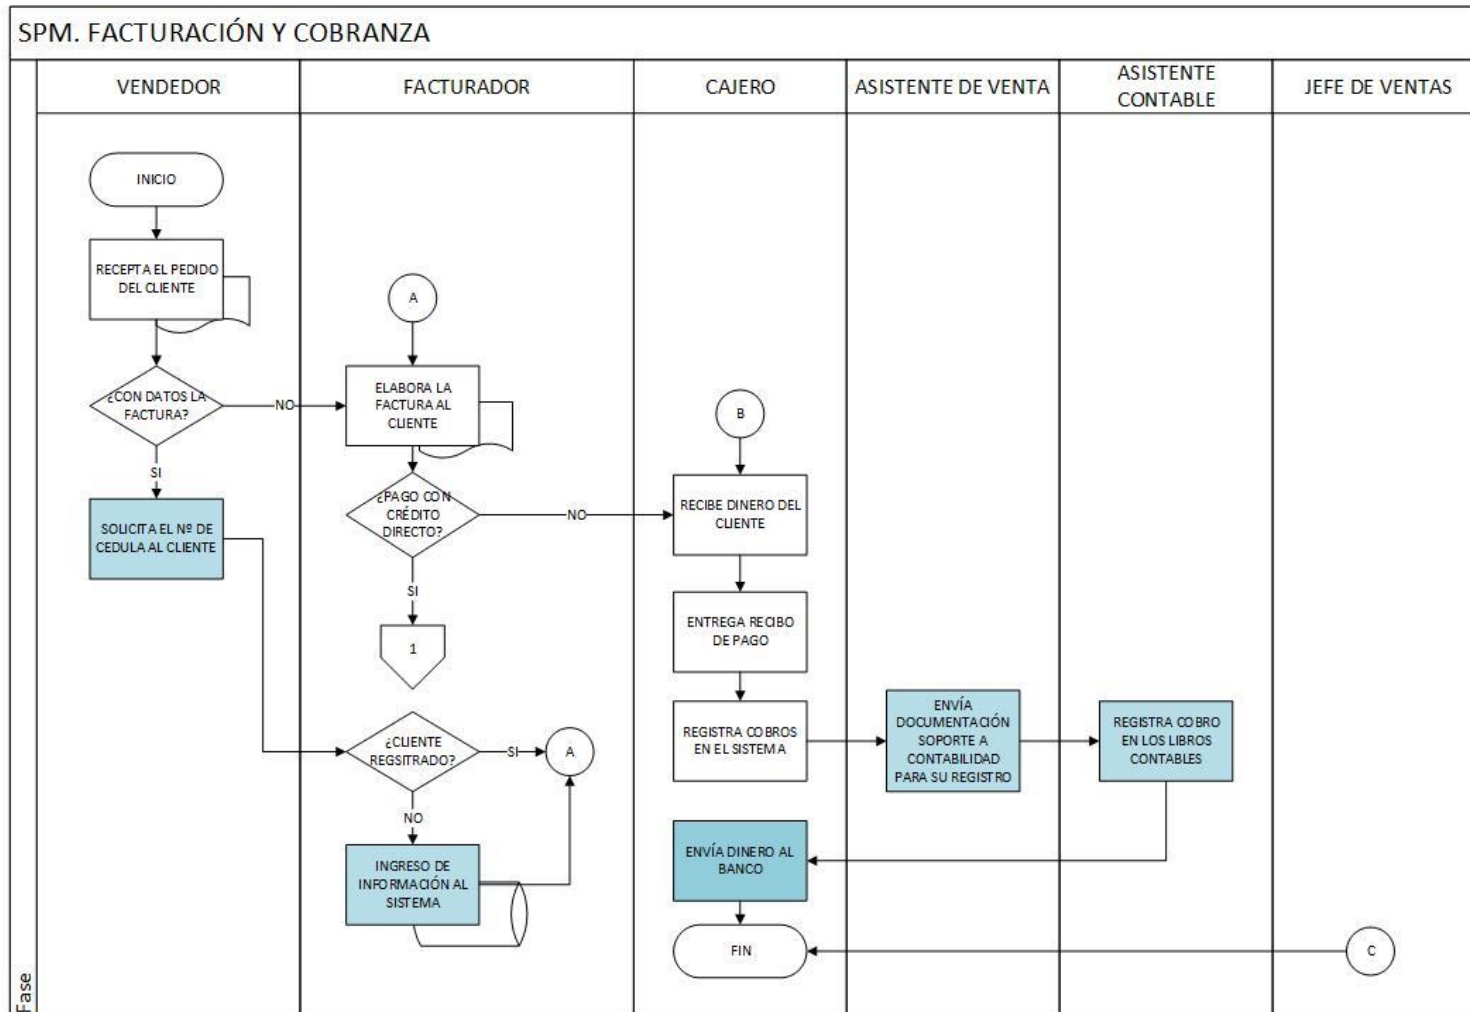 SPM. FACTURACIÓN Y COBRANZA
VENDEDOR
FACTURADOR
CAJERO
ASISTENTE DE VENTA
ASISTENTE
CONTABLE
JEFE DE VENTAS
INICIO
RECEPTA EL PEDIDO
DEL CLIENTE
¿CON DATOS LA
FACTURA?
NO
SI
SOLICITA EL Nº DE
CEDULA AL CLIENTE
A
ELABORA LA
FACTURA AL
CLIENTE
¿PAGO CON
CRÉDITO
DIRECTO?
NO
SI
1
¿CLIENTE
REGSITRADO?
SI
A
NO
INGRESO DE
INFORMACIÓN AL
SISTEMA
B
RECIBE DINERO DEL
CLIENTE
ENTREGA RECIBO
DE PAGO
REGISTRA COBROS
EN EL SISTEMA
ENVÍA
DOCUMENTACIÓN
SOPORTE A
CONTABILIDAD
PARA SU REGISTRO
REGISTRA COBRO
EN LOS LIBROS
CONTABLES
ENVÍA DINERO AL
BANCO
FIN
C
Fase